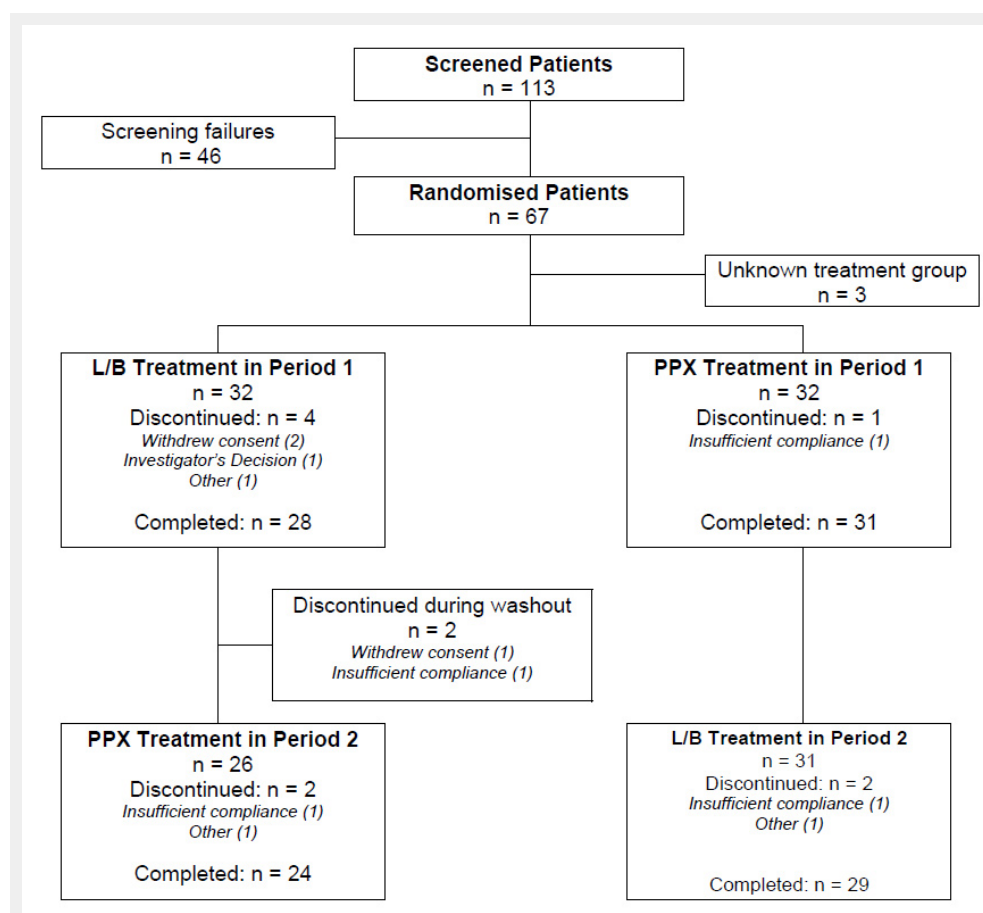 Screened Patients
n = 113
Screening failures
n = 46
Randomised Patients
n = 67
Unknown treatment group
n = 3
L/B Treatment in Period 1
n = 32
Discontinued: n = 4
Withdrew consent (2)
Investigator's Decision (1)
Other (1)
Completed: n = 28
PPX Treatment in Period 1
n = 32
Discontinued: n = 1
Insufficient compliance (1)
Completed: n = 31
Discontinued during washout
n = 2
Withdrew consent (1)
Insufficient compliance (1)
PPX Treatment in Period 2
n = 26
Discontinued: n = 2
Insufficient compliance (1)
Other (1)
Completed: n = 24
L/B Treatment in Period 2
n = 31
Discontinued: n = 2
Insufficient compliance (1)
Other (1)
Completed: n = 29